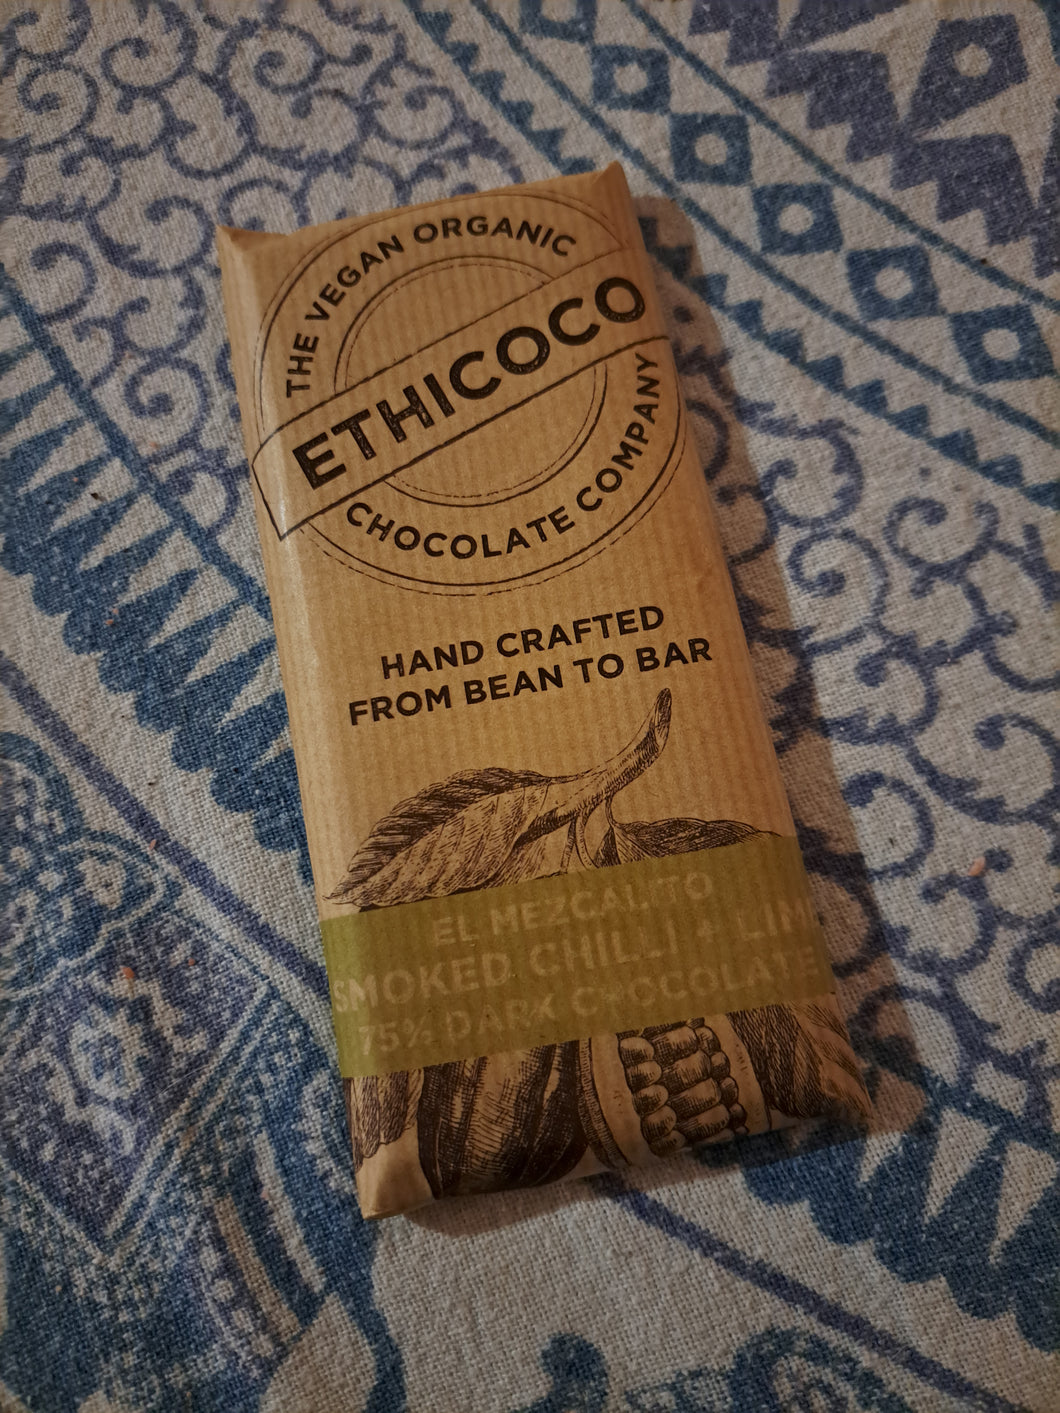 THE VEGAN ORGANIC
ETHICOCO
CHOCOLATE COMPANY
HAND CRAFTED
FROM BEAN TO BAR
EL MEZCALITO
SMOKED CHILLI + LIM
75% DARK CHOCOLATE